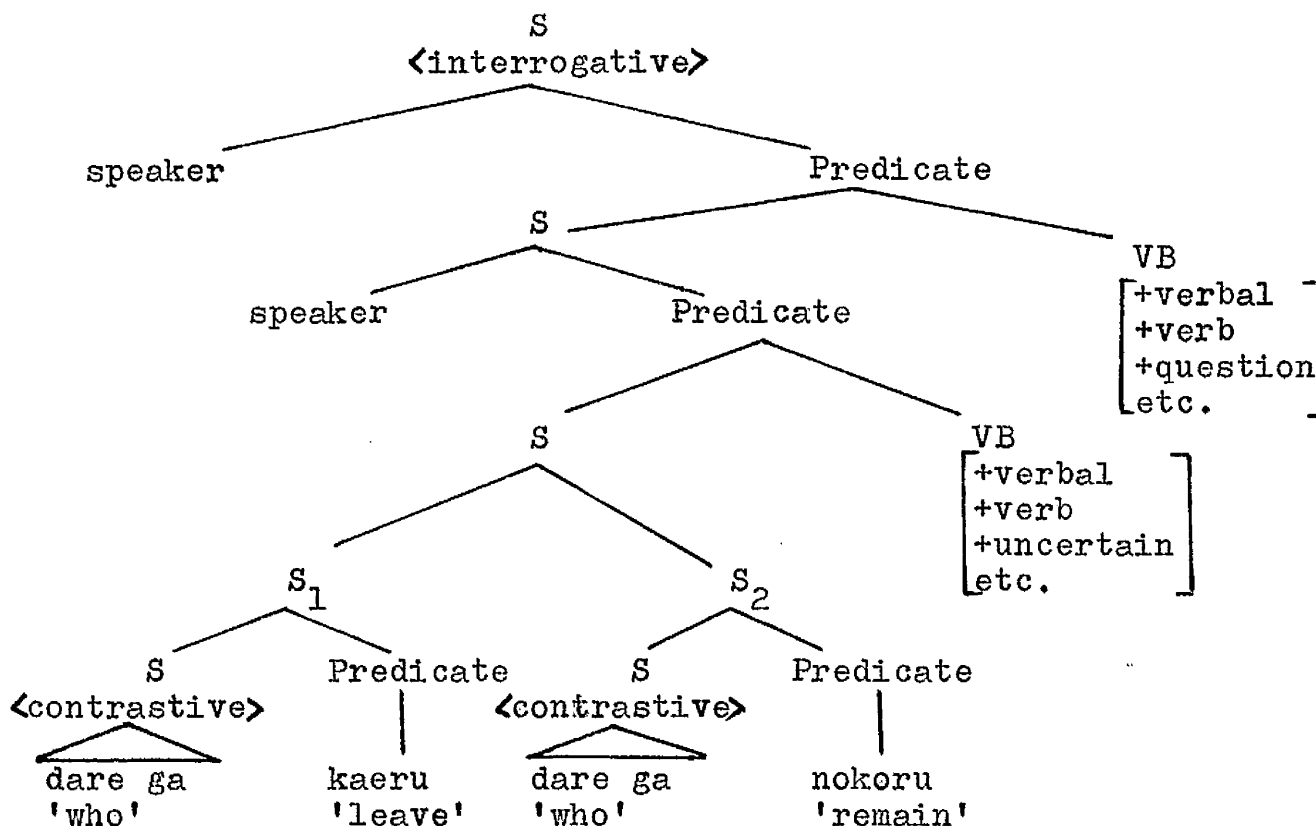 S
<interrogative>
speaker Predicate
S VB
[+verbal
speaker Predicate +verb
+question
etc.]
S VB
[+verbal
+verb
+uncertain
etc.]
S1 S2
S Predicate S Predicate
<contrastive> <contrastive>
dare ga kaeru dare ga nokoru
'who' 'leave' 'who' 'remain'